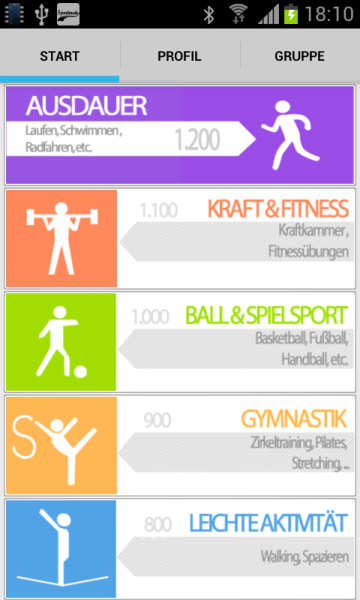 18:10
START PROFIL GRUPPE
AUSDAUER
Laufen, Schwimmen,
Radfahren, etc.
1.200
1.100
KRAFT & FITNESS
Kraftkammer,
Fitnessübungen
1.000
BALL & SPIELSPORT
Basketball, Fußball,
Handball, etc.
900
GYMNASTIK
Zirkeltraining, Pilates,
Stretching, ...
800
LEICHTE AKTIVITÄT
Walking, Spazieren